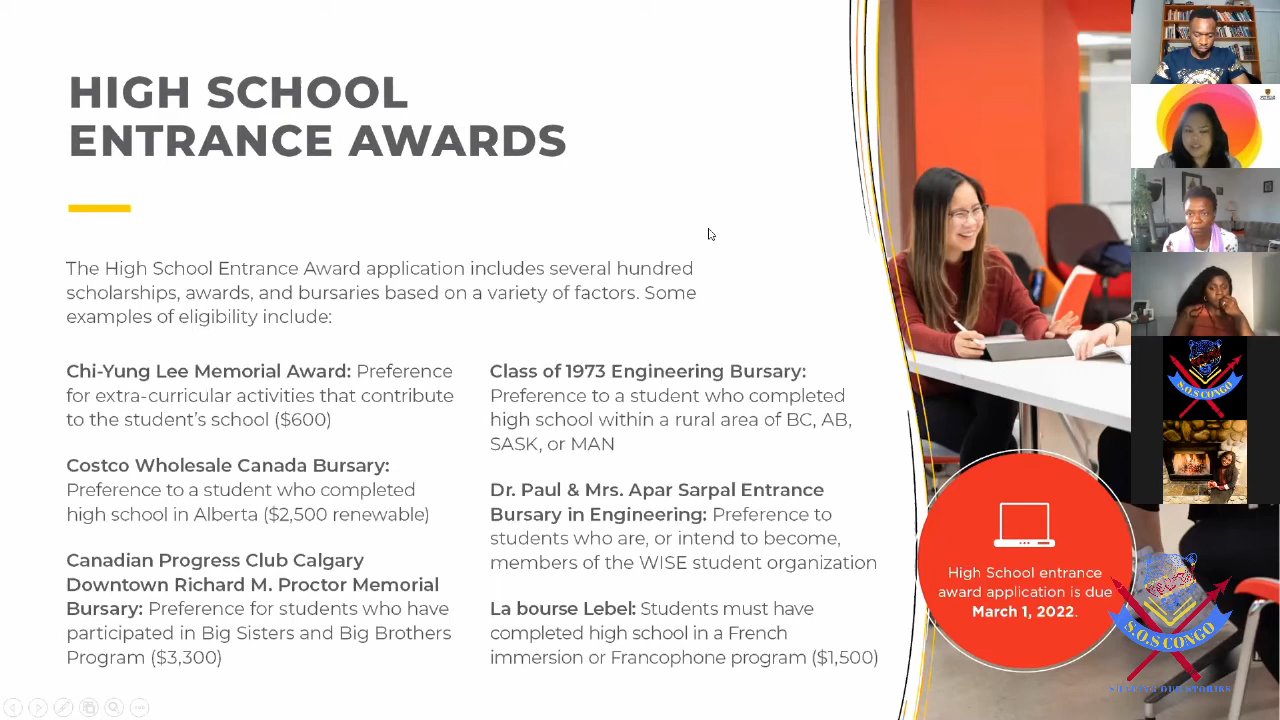 HIGH SCHOOL
ENTRANCE AWARDS
The High School Entrance Award application includes several hundred
scholarships, awards, and bursaries based on a variety of factors. Some
examples of eligibility include:
Chi-Yung Lee Memorial Award: Preference
for extra-curricular activities that contribute
to the student's school ($600)
Costco Wholesale Canada Bursary:
Preference to a student who completed
high school in Alberta ($2,500 renewable)
Canadian Progress Club Calgary
Downtown Richard M. Proctor Memorial
Bursary: Preference for students who have
participated in Big Sisters and Big Brothers
Program ($3,300)
Class of 1973 Engineering Bursary:
Preference to a student who completed
high school within a rural area of BC, AB,
SASK, or MAN
Dr. Paul & Mrs. Apar Sarpal Entrance
Bursary in Engineering: Preference to
students who are, or intend to become,
members of the WISE student organization
La bourse Lebel: Students must have
completed high school in a French
immersion or Francophone program ($1,500)
High School entrance
award application is due
March 1, 2022.
S.O.S CONGO
S.O.S CONGO